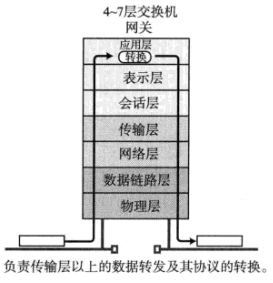 4~7层交换机
网关
应用层
转换
表示层
会话层
传输层
网络层
数据链路层
物理层
负责传输层以上的数据转发及其协议的转换。